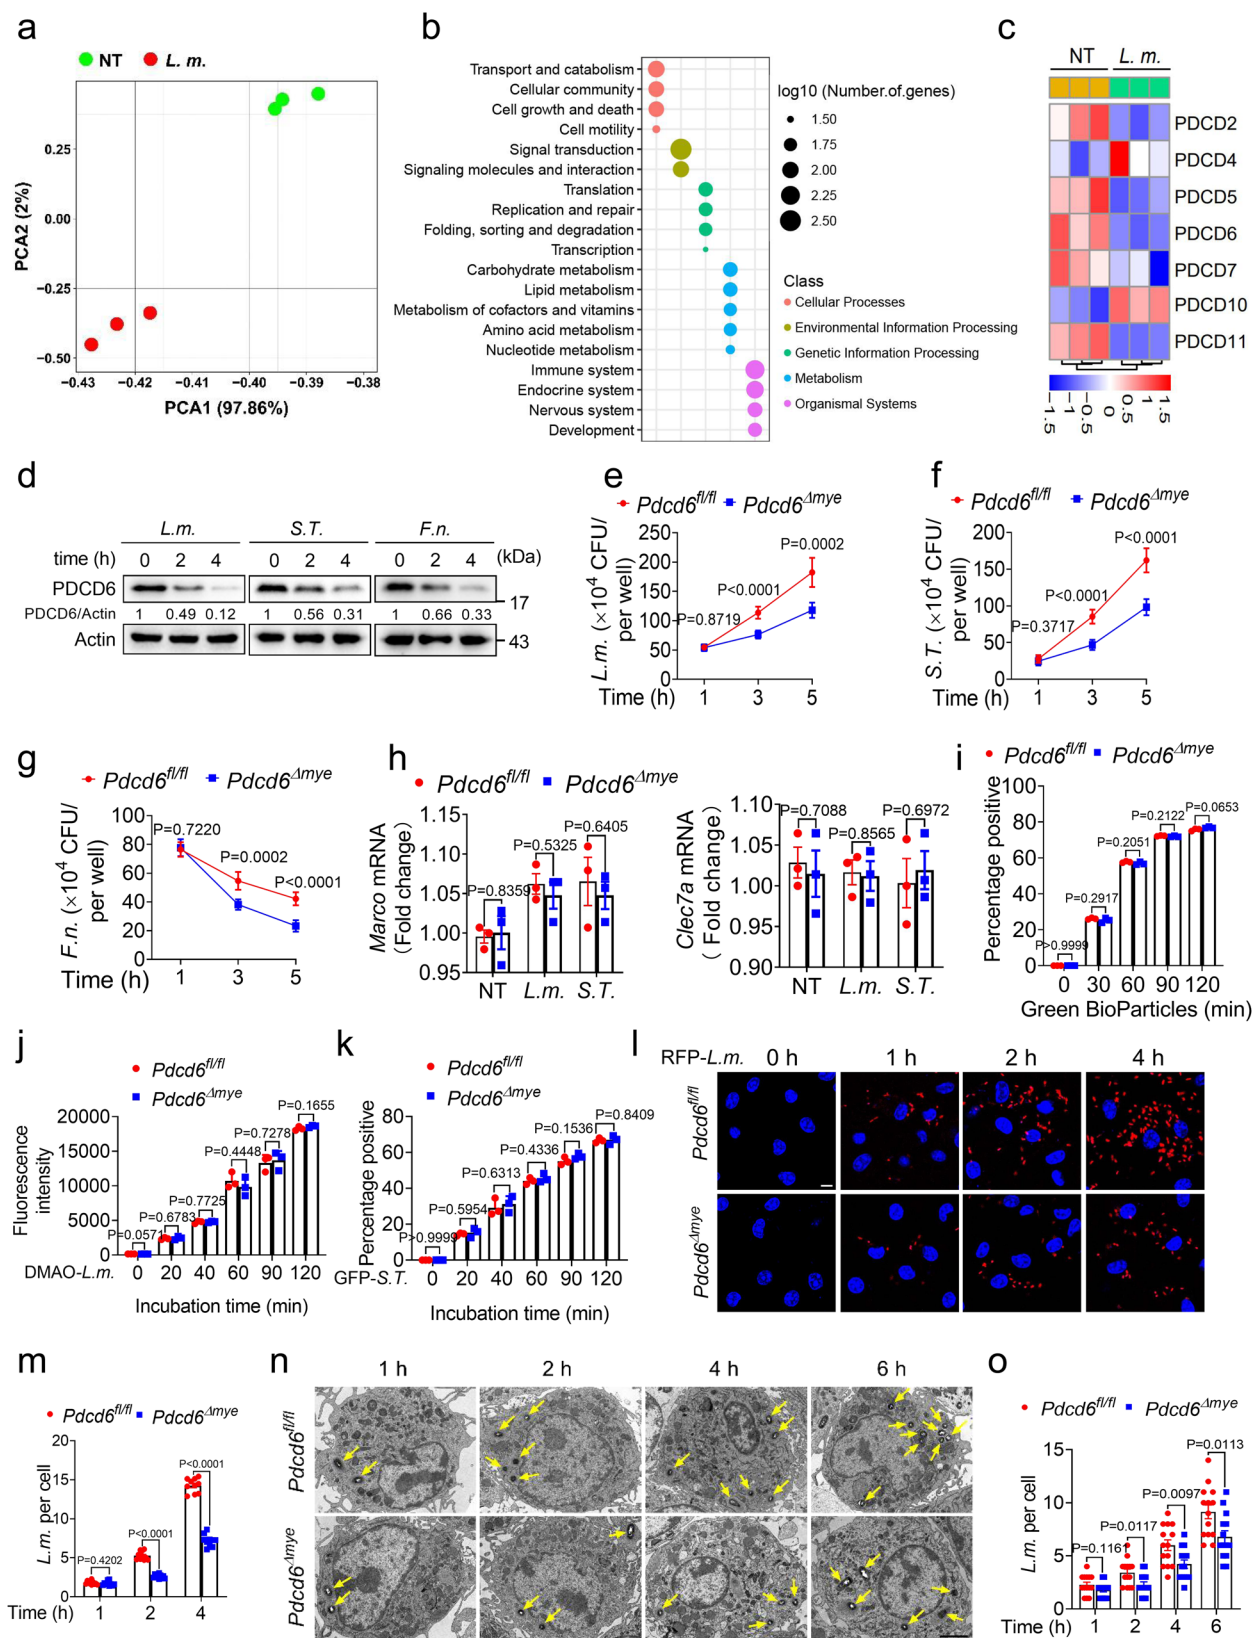 a
NT
L. m.
PCA2 (2%)
0.25
0.00
−0.25
−0.50
−0.43
−0.42
−0.41
−0.40
−0.39
−0.38
PCA1 (97.86%)
b
Transport and catabolism
Cellular community
Cell growth and death
Cell motility
Signal transduction
Signaling molecules and interaction
Translation
Replication and repair
Folding, sorting and degradation
Transcription
Carbohydrate metabolism
Lipid metabolism
Metabolism of cofactors and vitamins
Amino acid metabolism
Nucleotide metabolism
Immune system
Endocrine system
Nervous system
Development
log10 (Number.of.genes)
1.50
1.75
2.00
2.25
2.50
Class
Cellular Processes
Environmental Information Processing
Genetic Information Processing
Metabolism
Organismal Systems
c
NT L. m.
PDCD2
PDCD4
PDCD5
PDCD6
PDCD7
PDCD10
PDCD11
−1.5 −1 −0.5 0 0.5 1 1.5
d
L.m. S.T. F.n.
time (h) 0 2 4 0 2 4 0 2 4 (kDa)
PDCD6
17
PDCD6/Actin 1 0.49 0.12 1 0.56 0.31 1 0.66 0.33
Actin
43
e
Pdcd6fl/fl Pdcd6Δmye
L.m. (×10⁴ CFU/
per well)
250
200
150
100
50
0
P=0.8719
P<0.0001
P=0.0002
Time (h) 1 3 5
f
Pdcd6fl/fl Pdcd6Δmye
S.T. (×10⁴ CFU/
per well)
200
150
100
50
0
P=0.3717
P<0.0001
P<0.0001
Time (h) 1 3 5
g
Pdcd6fl/fl Pdcd6Δmye
F.n. (×10⁴ CFU/
per well)
100
80
60
40
20
0
P=0.7220
P=0.0002
P<0.0001
Time (h) 1 3 5
h
Pdcd6fl/fl Pdcd6Δmye
Marco mRNA
(Fold change)
1.15
1.10
1.05
1.00
0.95
P=0.8359
P=0.5325
P=0.6405
NT L.m. S.T.
Clec7a mRNA
( Fold change)
1.10
1.05
1.00
0.95
0.90
P=0.7088
P=0.8565
P=0.6972
NT L.m. S.T.
i
Pdcd6fl/fl Pdcd6Δmye
Percentage positive
100
80
60
40
20
0
P>0.9999
P=0.2917
P=0.2051
P=0.2122
P=0.0653
0 30 60 90 120
Green BioParticles (min)
j
Pdcd6fl/fl
Pdcd6Δmye
Fluorescence
intensity
20000
15000
10000
5000
0
P=0.0571
P=0.6783
P=0.7725
P=0.4448
P=0.7278
P=0.1655
DMAO-L.m. 0 20 40 60 90 120
Incubation time (min)
k
Pdcd6fl/fl
Pdcd6Δmye
Percentage positive
80
60
40
20
0
P>0.9999
P=0.5954
P=0.6313
P=0.4336
P=0.1536
P=0.8409
GFP-S.T. 0 20 40 60 90 120
Incubation time (min)
l
RFP-L.m. 0 h 1 h 2 h 4 h
Pdcd6fl/fl
Pdcd6Δmye
m
Pdcd6fl/fl Pdcd6Δmye
L.m. per cell
20
15
10
5
0
P=0.4202
P<0.0001
P<0.0001
Time (h) 1 2 4
n
1 h 2 h 4 h 6 h
Pdcd6fl/fl
Pdcd6Δmye
o
Pdcd6fl/fl Pdcd6Δmye
L.m. per cell
15
10
5
0
P=0.1161
P=0.0117
P=0.0097
P=0.0113
Time (h) 1 2 4 6